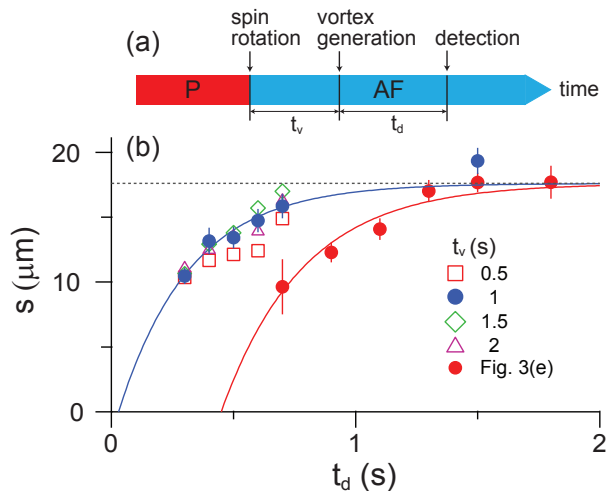 (a)
spin rotation
vortex generation
detection
P
AF
time
t_v
t_d
(b)
20
10
0
s (μm)
t_v (s)
0.5
1
1.5
2
Fig. 3(e)
0
1
2
t_d (s)